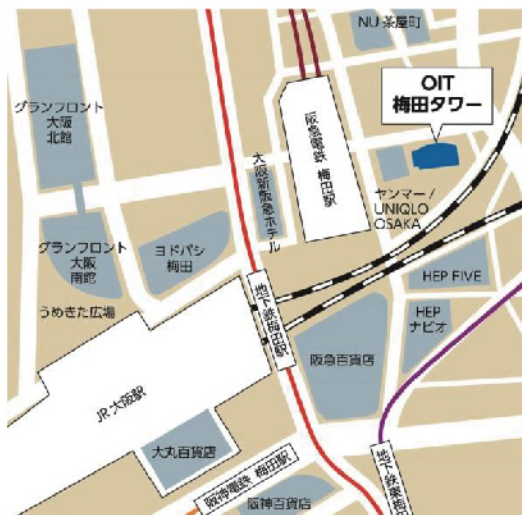 NU 茶屋町
OIT
梅田タワー
グランフロント
大阪
北館
阪急電鉄 梅田駅
大阪新阪急ホテル
ヤンマー/
UNIQLO
OSAKA
グランフロント
大阪
南館
ヨドバシ
梅田
うめきた広場
地下鉄梅田駅
HEP FIVE
HEP
ナビオ
阪急百貨店
JR 大阪駅
大丸百貨店
阪神電鉄 梅田駅
阪神百貨店
地下鉄東梅田